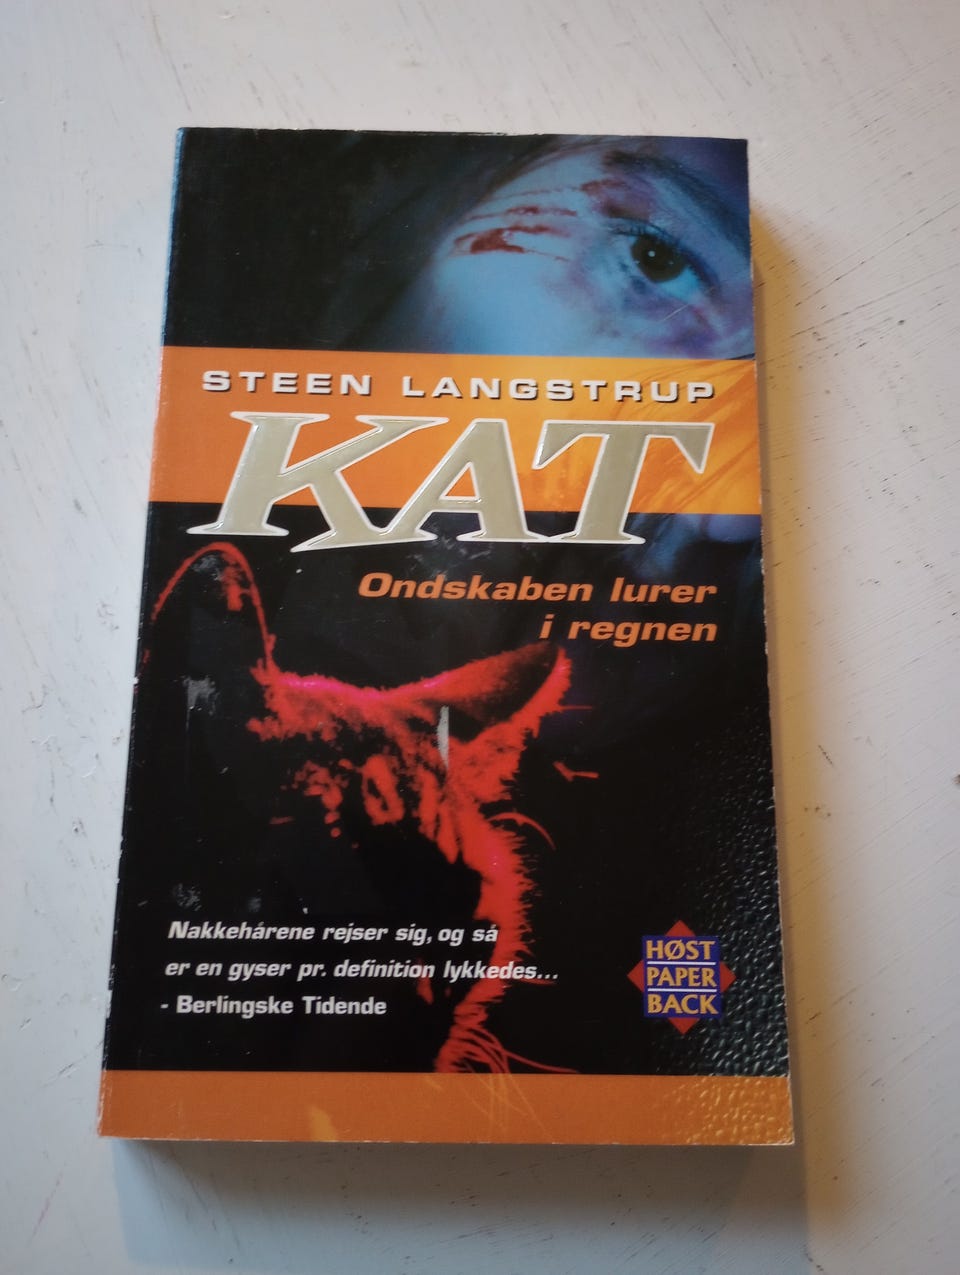 STEEN LANGSTRUP
KAT
Ondskaben lurer
i regnen
Nakkehårene rejser sig, og så
er en gyser pr. definition lykkedes...
- Berlingske Tidende
HØST
PAPER
BACK